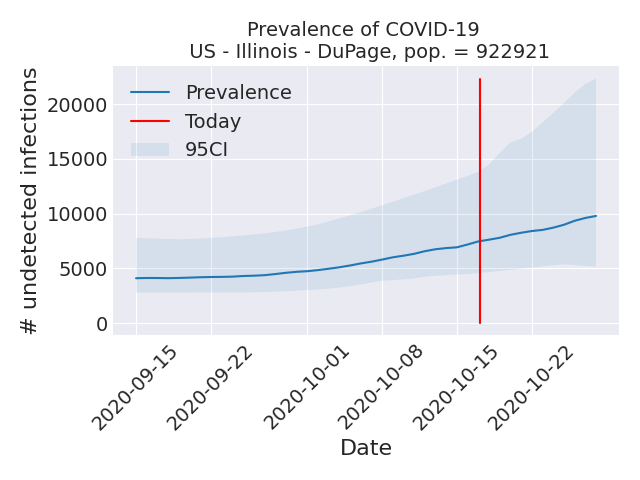 Prevalence of COVID-19
US - Illinois - DuPage, pop. = 922921
# undetected infections
20000
15000
10000
5000
0
Prevalence
Today
95CI
2020-09-15
2020-09-22
2020-10-01
2020-10-08
2020-10-15
2020-10-22
Date